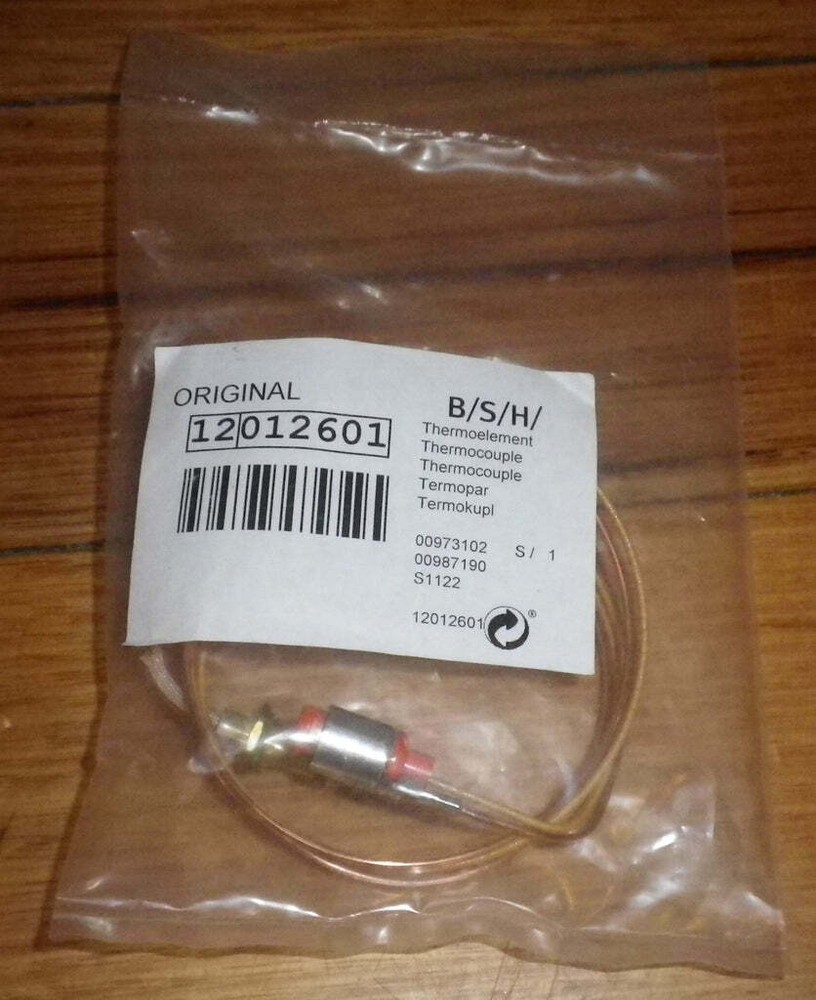 ORIGINAL
12012601
B/S/H/
Thermoelement
Thermocouple
Thermocouple
Termopar
Termokupl
00973102 S/ 1
00987190
S1122
12012601 ®